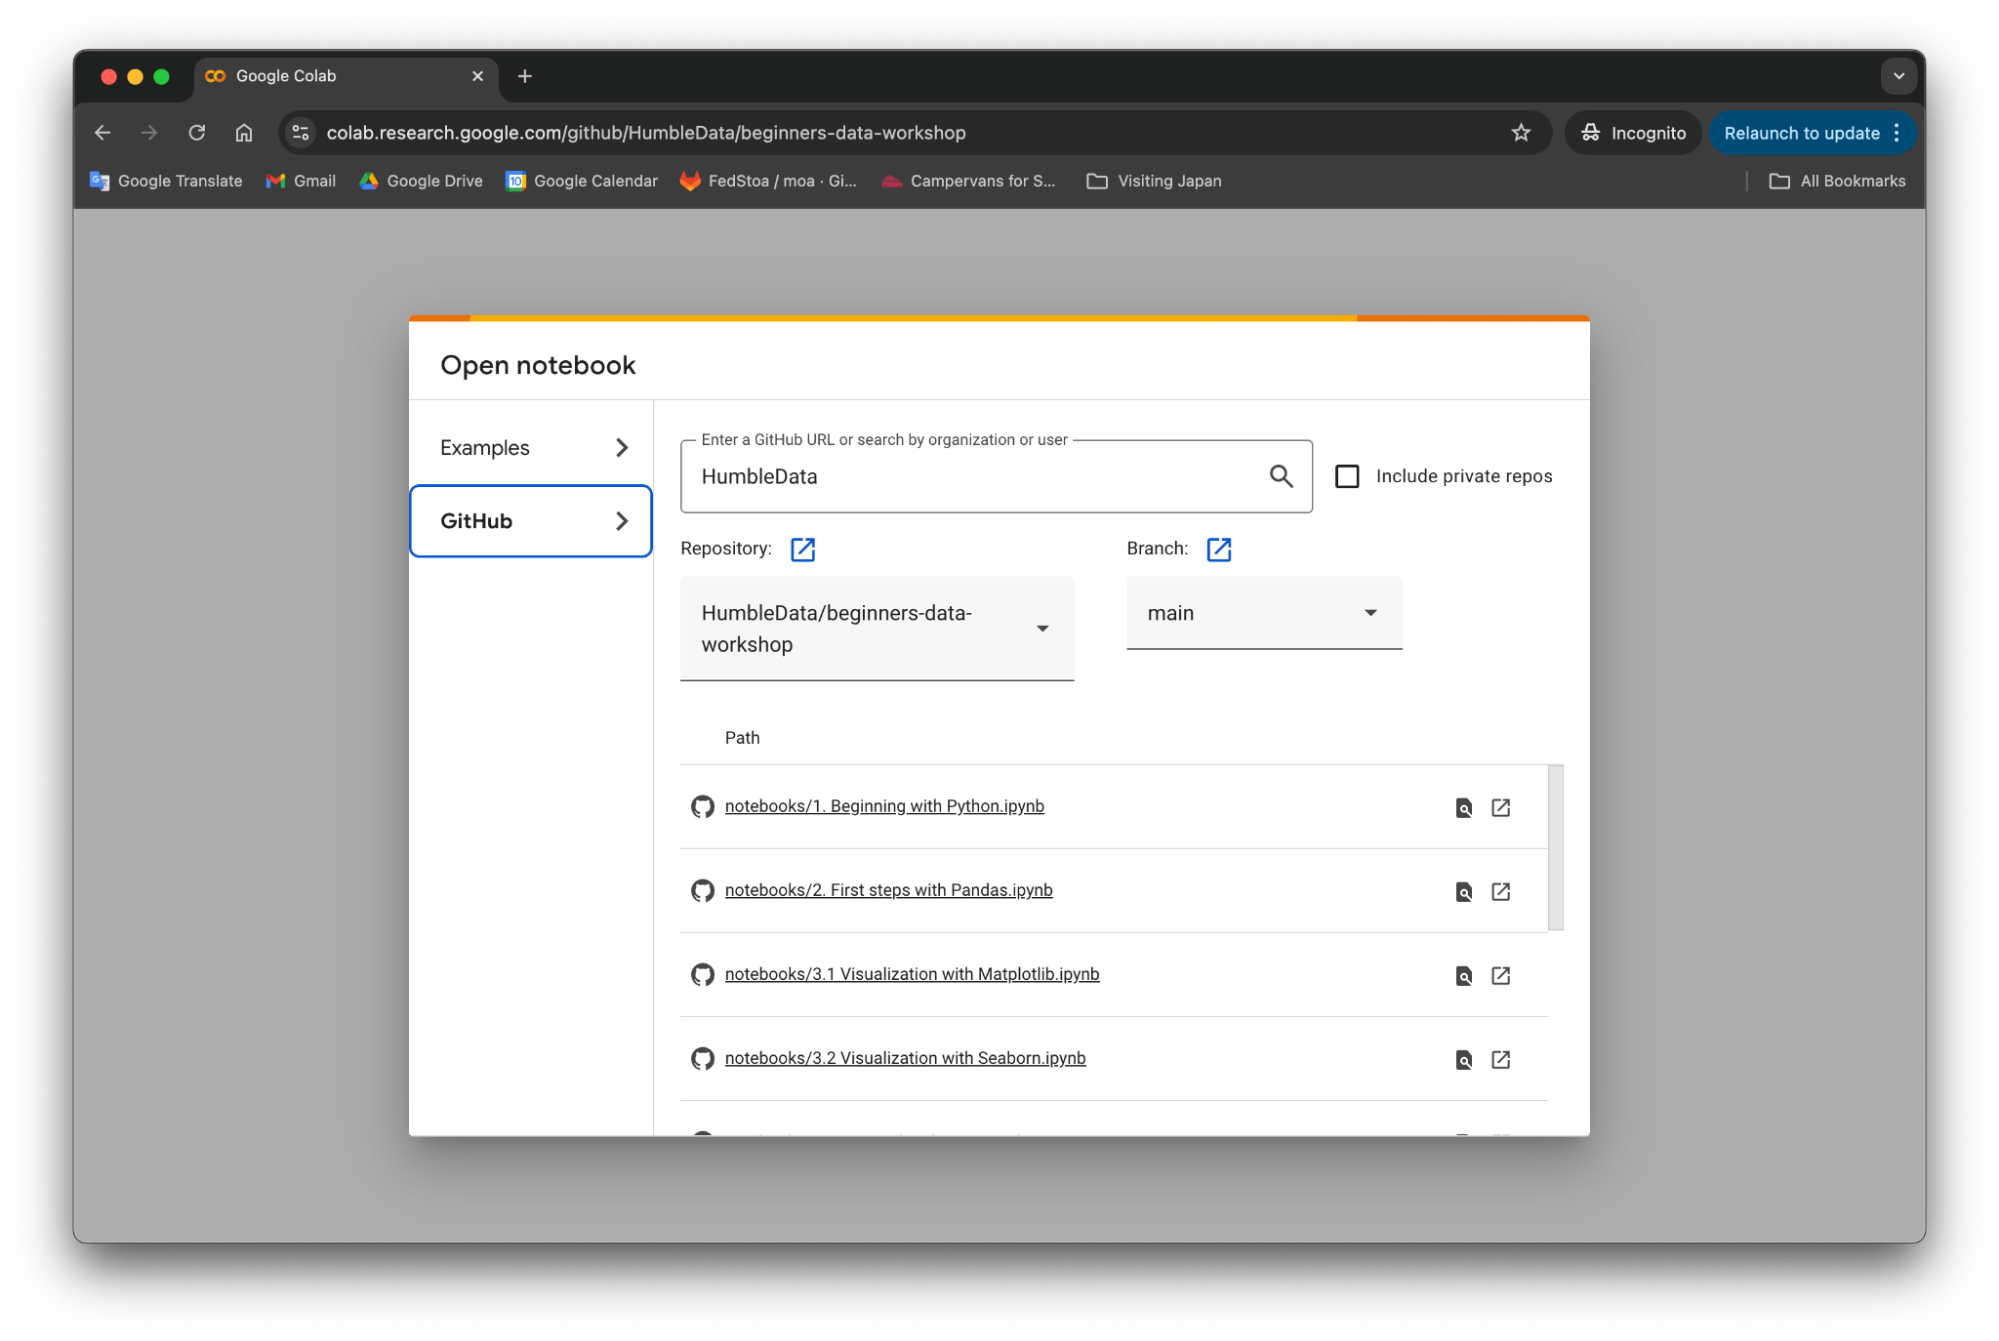 Google Colab
colab.research.google.com/github/HumbleData/beginners-data-workshop
Incognito
Relaunch to update
Google Translate
Gmail
Google Drive
10
Google Calendar
FedStoa / moa · Gi...
Campervans for S...
Visiting Japan
All Bookmarks
Open notebook
Examples
GitHub
Enter a GitHub URL or search by organization or user
HumbleData
Include private repos
Repository:
Branch:
HumbleData/beginners-data-
workshop
main
Path
notebooks/1. Beginning with Python.ipynb
notebooks/2. First steps with Pandas.ipynb
notebooks/3.1 Visualization with Matplotlib.ipynb
notebooks/3.2 Visualization with Seaborn.ipynb